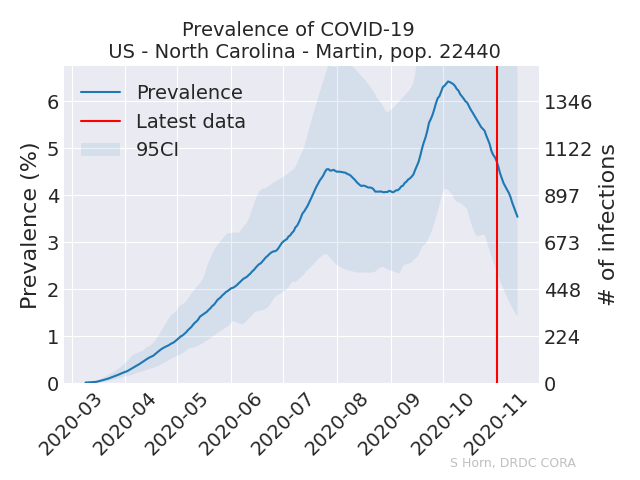 Prevalence of COVID-19
US - North Carolina - Martin, pop. 22440
Prevalence
Latest data
95CI
Prevalence (%)
6
5
4
3
2
1
0
1346
1122
897
673
448
224
0
# of infections
2020-03
2020-04
2020-05
2020-06
2020-07
2020-08
2020-09
2020-10
2020-11
S Horn, DRDC CORA